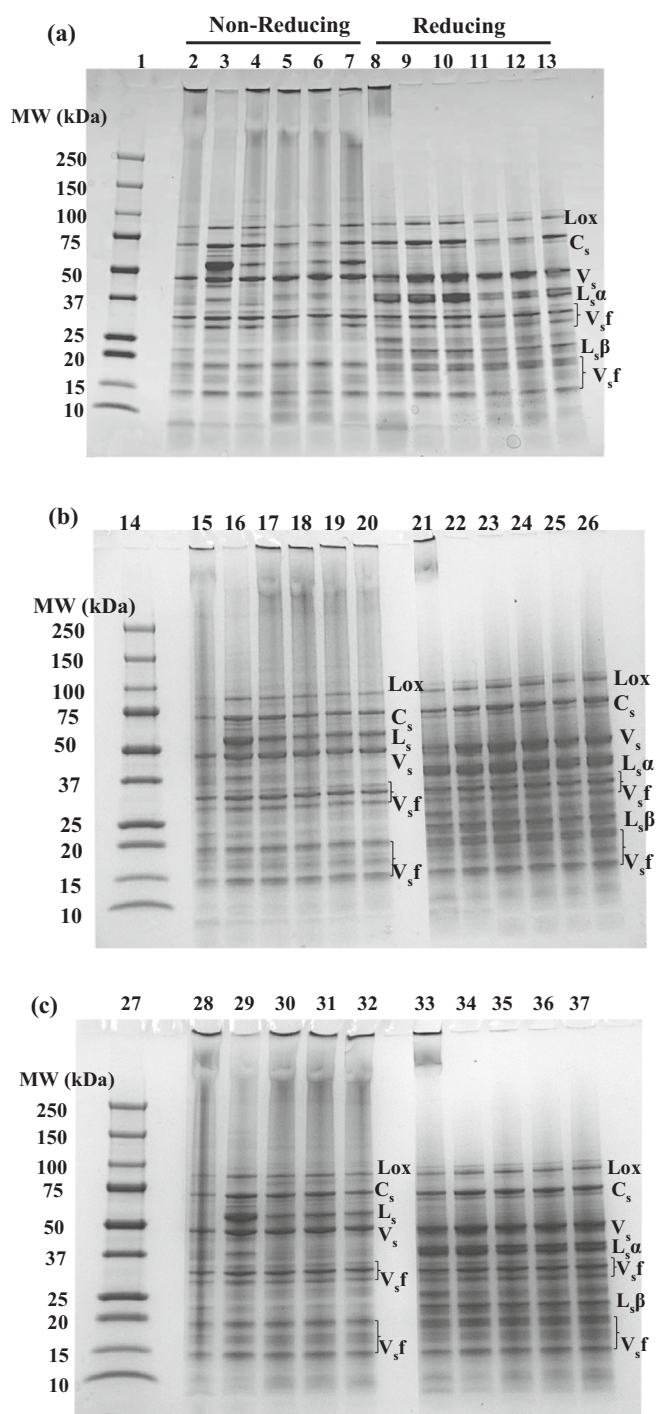 (a) Non-Reducing Reducing
1 2 3 4 5 6 7 8 9 10 11 12 13
MW (kDa)
250
150
100
Lox
75
Cₛ
50
Vₛ
37
Lₛα
Vₛf
25
Lₛβ
20
Vₛf
15
10
(b)
14 15 16 17 18 19 20 21 22 23 24 25 26
MW (kDa)
250
150
100 Lox Lox
75 Cₛ Cₛ
Lₛ Vₛ
50 Vₛ Lₛα
37 Vₛf Vₛf
25 Lₛβ
20
Vₛf Vₛf
15
10
(c)
27 28 29 30 31 32 33 34 35 36 37
MW (kDa)
250
150
100 Lox Lox
75 Cₛ Cₛ
Lₛ
50 Vₛ Vₛ
37 Lₛα
Vₛf Vₛf
25 Lₛβ
20
Vₛf Vₛf
15
10